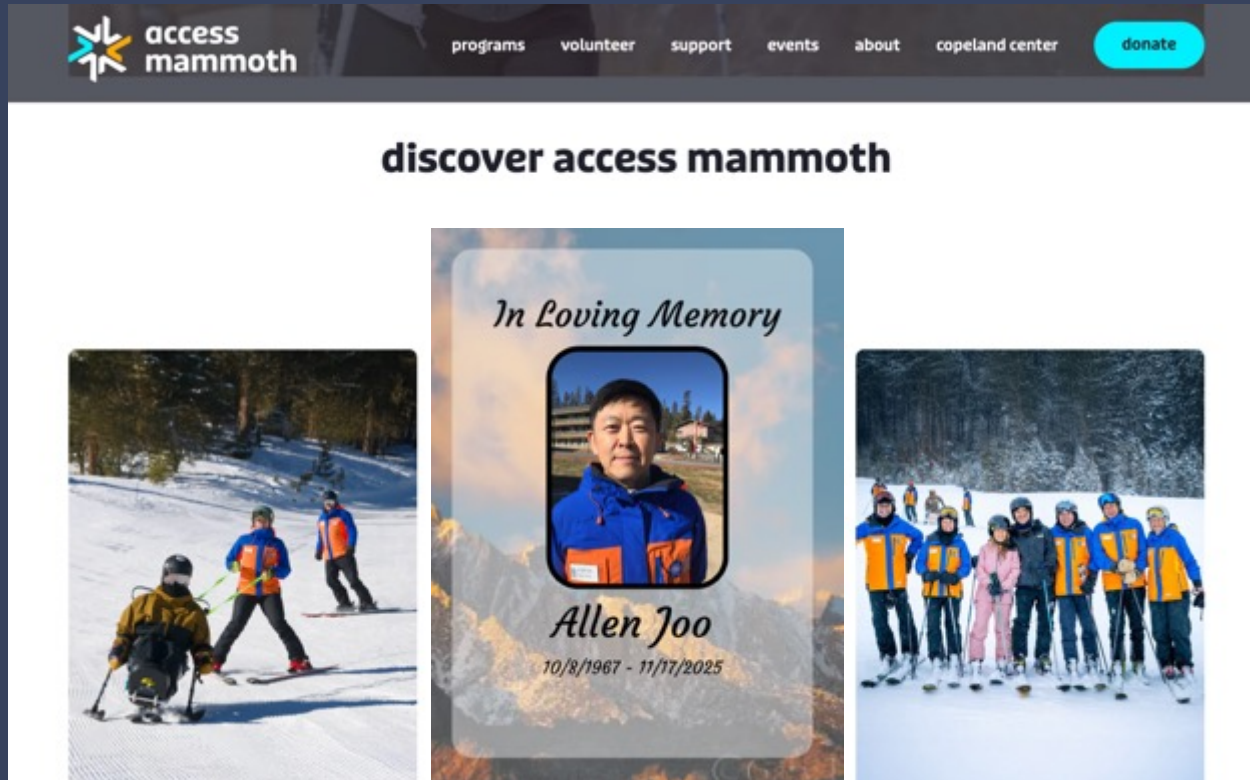 access
mammoth
programs volunteer support events about copeland center donate
discover access mammoth
In Loving Memory
Allen Joo
10/8/1967 - 11/17/2025